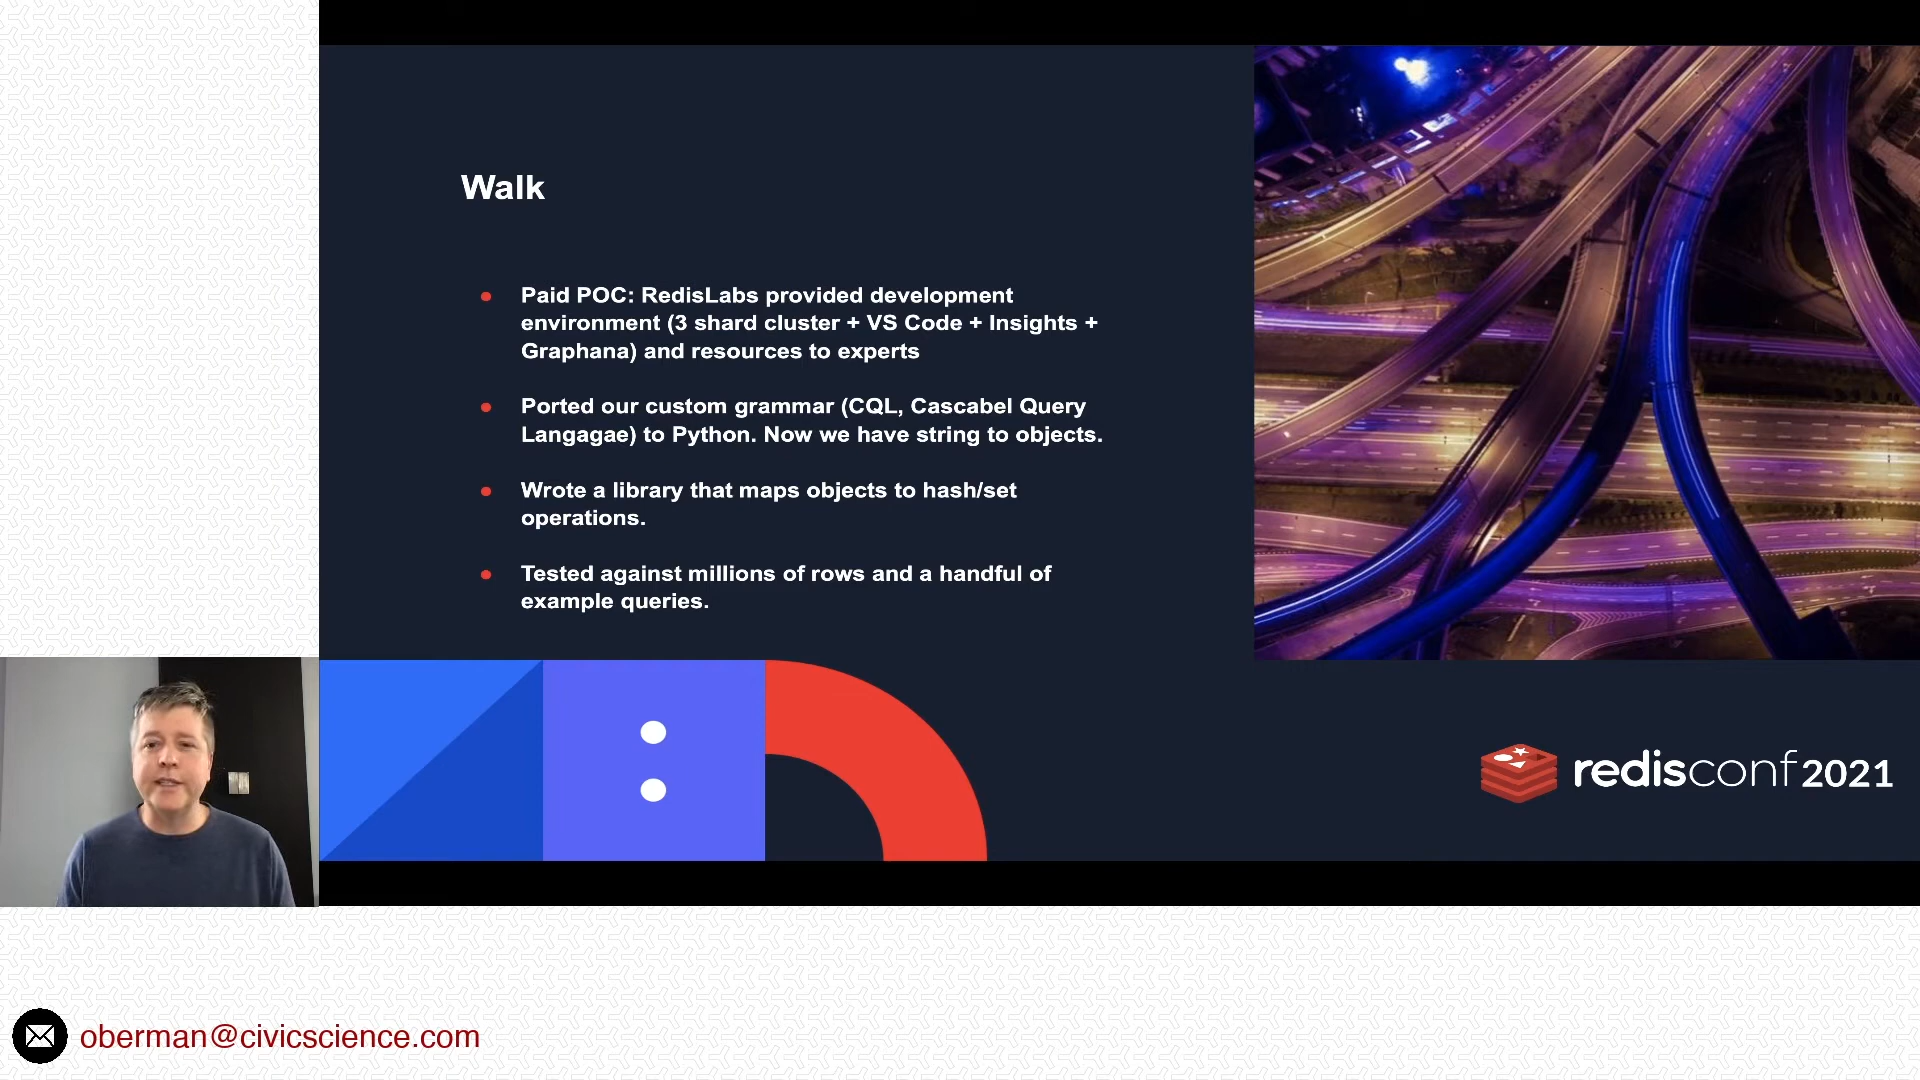 Walk
Paid POC: RedisLabs provided development
environment (3 shard cluster + VS Code + Insights +
Graphana) and resources to experts
Ported our custom grammar (CQL, Cascabel Query
Langagae) to Python. Now we have string to objects.
Wrote a library that maps objects to hash/set
operations.
Tested against millions of rows and a handful of
example queries.
redisconf2021
oberman@civicscience.com